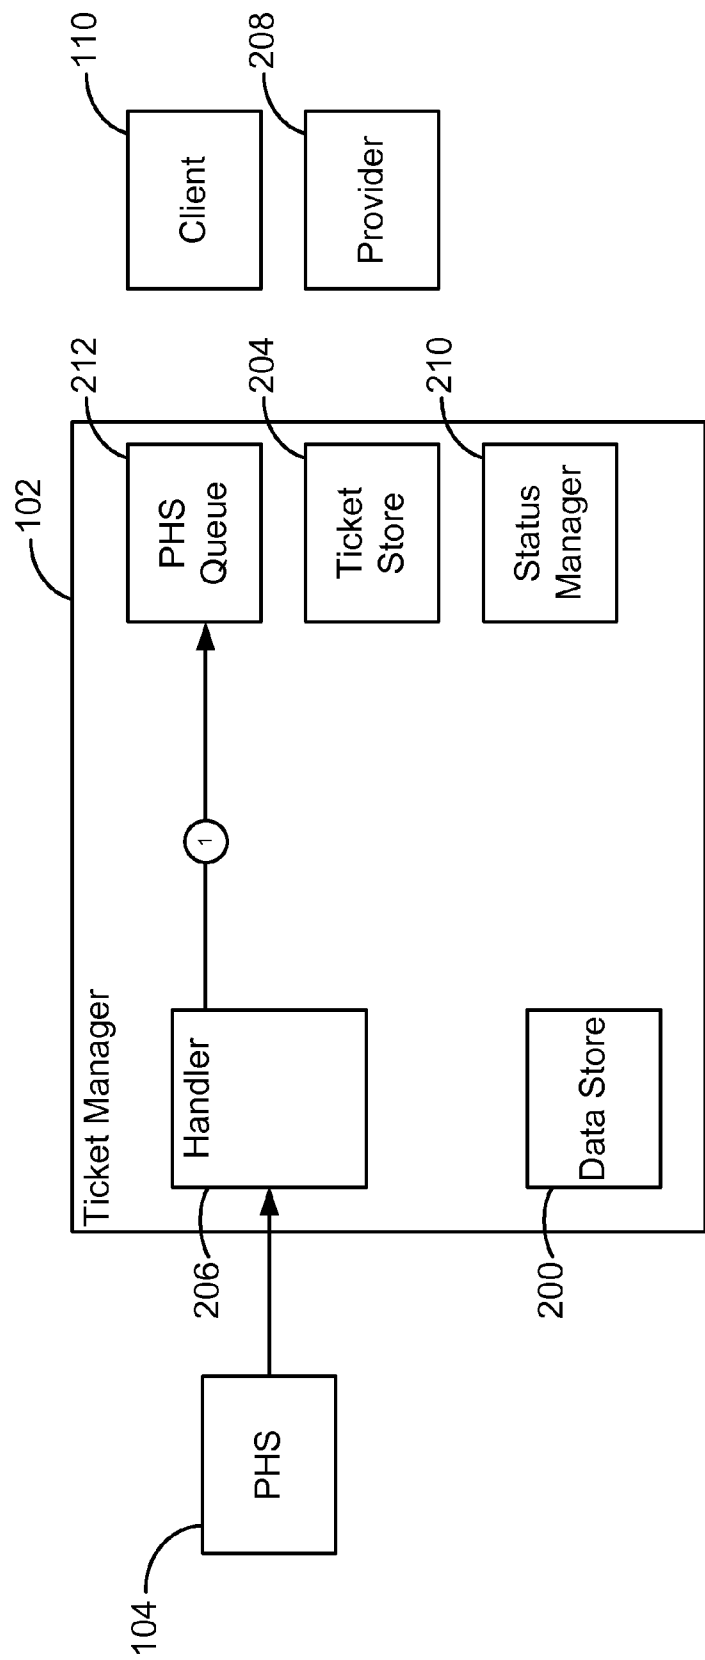 102
Ticket Manager
104
PHS
206
Handler
1
212
PHS
Queue
110
Client
204
Ticket
Store
208
Provider
200
Data Store
210
Status
Manager